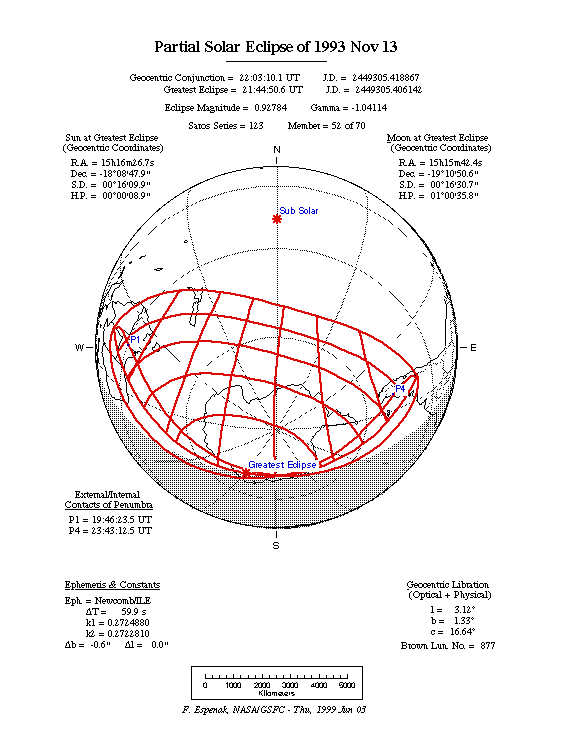 Partial Solar Eclipse of 1993 Nov 13
Geocentric Conjunction = 22:03:10.1 UT J.D. = 2449305.418867
Greatest Eclipse = 21:44:50.6 UT J.D. = 2449305.406142
Eclipse Magnitude = 0.92784 Gamma = -1.04114
Saros Series = 123 Member = 52 of 70
Sun at Greatest Eclipse
(Geocentric Coordinates)
R.A. = 15h16m26.7s
Dec. = -18°08'47.9"
S.D. = 00°16'09.9"
H.P. = 00°00'08.9"
Moon at Greatest Eclipse
(Geocentric Coordinates)
R.A. = 15h15m42.4s
Dec. = -19°10'50.6"
S.D. = 00°16'30.7"
H.P. = 01°00'35.8"
N
Sub Solar
P1
W
E
P4
Greatest Eclipse
S
External/Internal
Contacts of Penumbra
P1 = 19:46:23.5 UT
P4 = 23:43:12.5 UT
Ephemeris & Constants
Eph. = Newcomb/ILE
ΔT = 59.9 s
k1 = 0.2724880
k2 = 0.2722810
Δb = -0.6" Δl = 0.0"
Geocentric Libration
(Optical + Physical)
l = 3.12°
b = 1.33°
c = 16.64°
Brown Lun. No. = 877
0 1000 2000 3000 4000 5000
Kilometers
F. Espenak, NASA/GSFC - Thu, 1999 Jun 03